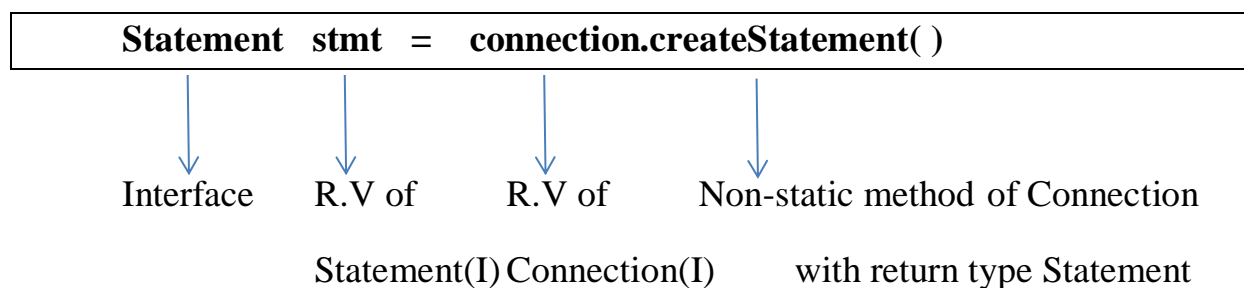 Statement stmt = connection.createStatement( )
Interface R.V of R.V of Non-static method of Connection
Statement(I) Connection(I) with return type Statement